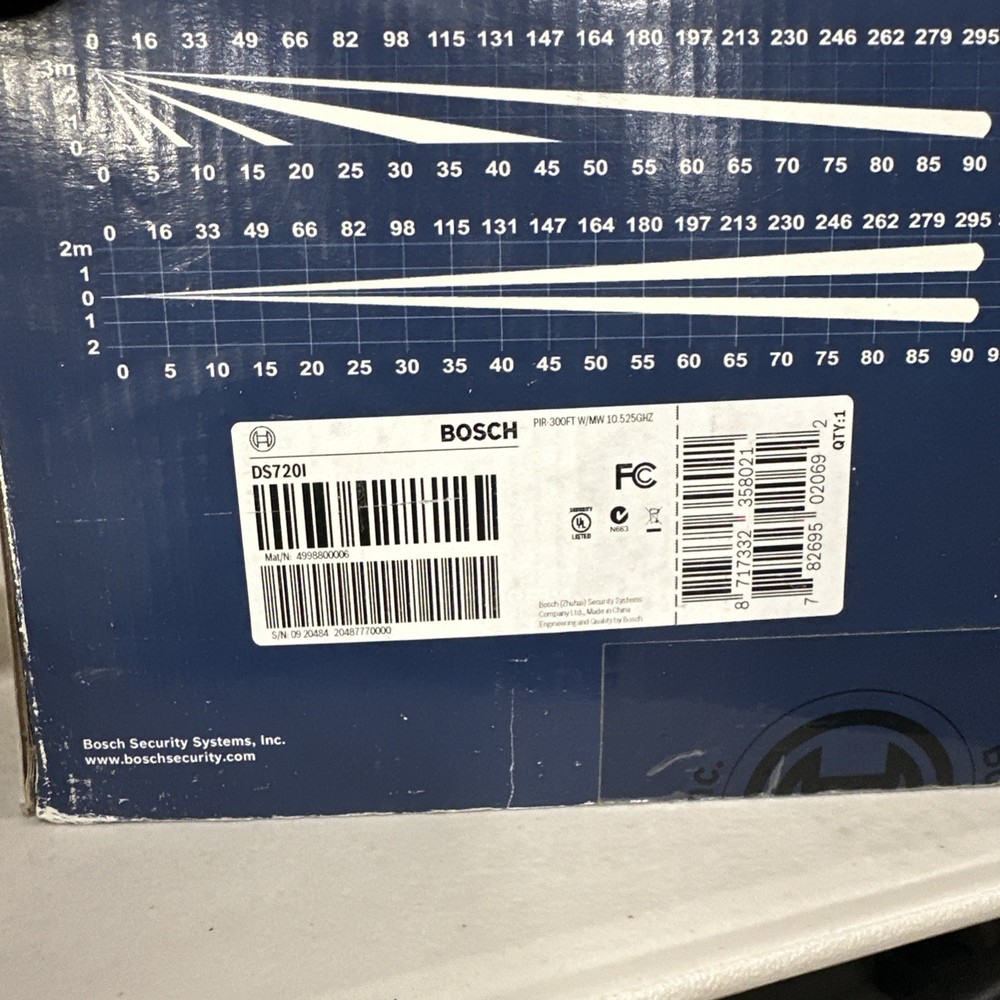 0 16 33 49 66 82 98 115 131 147 164 180 197 213 230 246 262 279 295
3m
2
1
0
0 5 10 15 20 25 30 35 40 45 50 55 60 65 70 75 80 85 90
0 16 33 49 66 82 98 115 131 147 164 180 197 213 230 246 262 279 295
2m
1
0
1
2
0 5 10 15 20 25 30 35 40 45 50 55 60 65 70 75 80 85 90 9
BOSCH
PIR-300FT W/MW 10.525GHZ
DS720I
Mat/N: 4998800006
S/N: 09 20484 20487770000
FC
SECURITY
UL
LISTED
N663
Bosch (Zhuhai) Security Systems
Company Ltd., Made in China
Engineering and Quality by Bosch
8 717332 358021
7 82695 02069 2
QTY:1
Bosch Security Systems, Inc.
www.boschsecurity.com